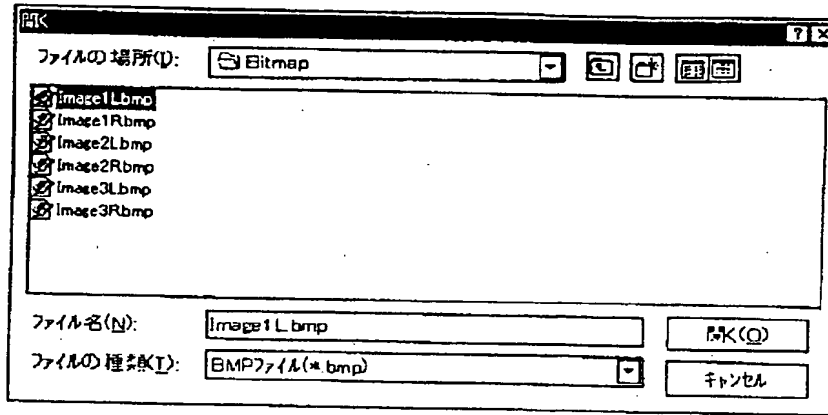 開く
ファイルの場所(I): Bitmap
Image1L.bmp
Image1R.bmp
Image2L.bmp
Image2R.bmp
Image3L.bmp
Image3R.bmp
ファイル名(N): Image1L.bmp 開く(O)
ファイルの種類(T): BMPファイル(*.bmp) キャンセル